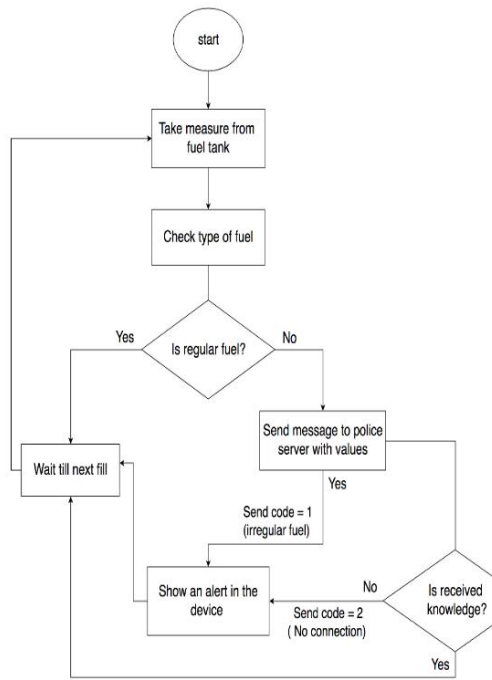 start
Take measure from
fuel tank
Check type of fuel
Is regular fuel?
Yes
No
Send message to police
server with values
Wait till next fill
Yes
Send code = 1
(irregular fuel)
Show an alert in the
device
No
Send code = 2
( No connection)
Is received
knowledge?
Yes